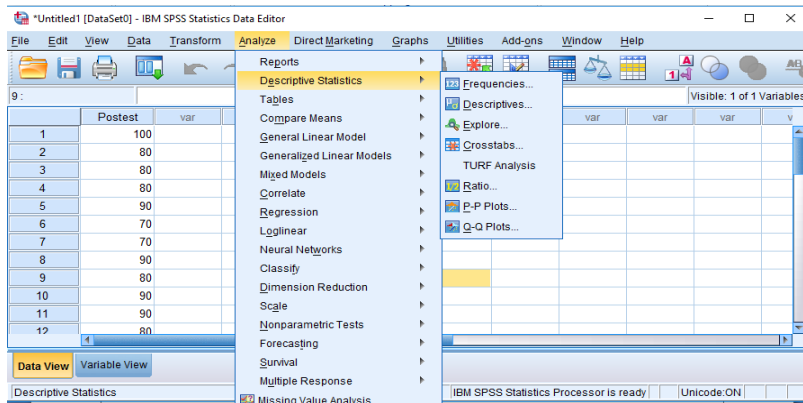 *Untitled1 [DataSet0] - IBM SPSS Statistics Data Editor
File Edit View Data Transform Analyze Direct Marketing Graphs Utilities Add-ons Window Help
9 :
Visible: 1 of 1 Variables
Postest var var var var v
1 100
2 80
3 80
4 80
5 90
6 70
7 70
8 90
9 80
10 90
11 90
12 80
Reports
Descriptive Statistics
Tables
Compare Means
General Linear Model
Generalized Linear Models
Mixed Models
Correlate
Regression
Loglinear
Neural Networks
Classify
Dimension Reduction
Scale
Nonparametric Tests
Forecasting
Survival
Multiple Response
Missing Value Analysis
Frequencies...
Descriptives...
Explore...
Crosstabs...
TURF Analysis
Ratio...
P-P Plots...
Q-Q Plots...
Data View Variable View
Descriptive Statistics IBM SPSS Statistics Processor is ready Unicode:ON